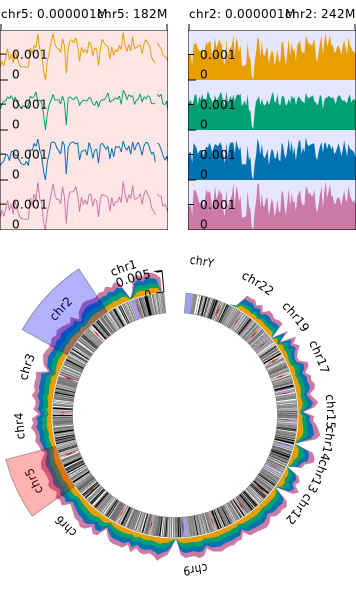 chr5: 0.000001M chr5: 182M
chr2: 0.000001M chr2: 242M
0.001
0
0.001
0
0.001
0
0.001
0
0.001
0
0.001
0
0.001
0
0.001
0
chr1
0.005
0
chrY
chr22
chr19
chr17
chr15
chr14
chr13
chr12
chr9
chr6
chr5
chr4
chr3
chr2